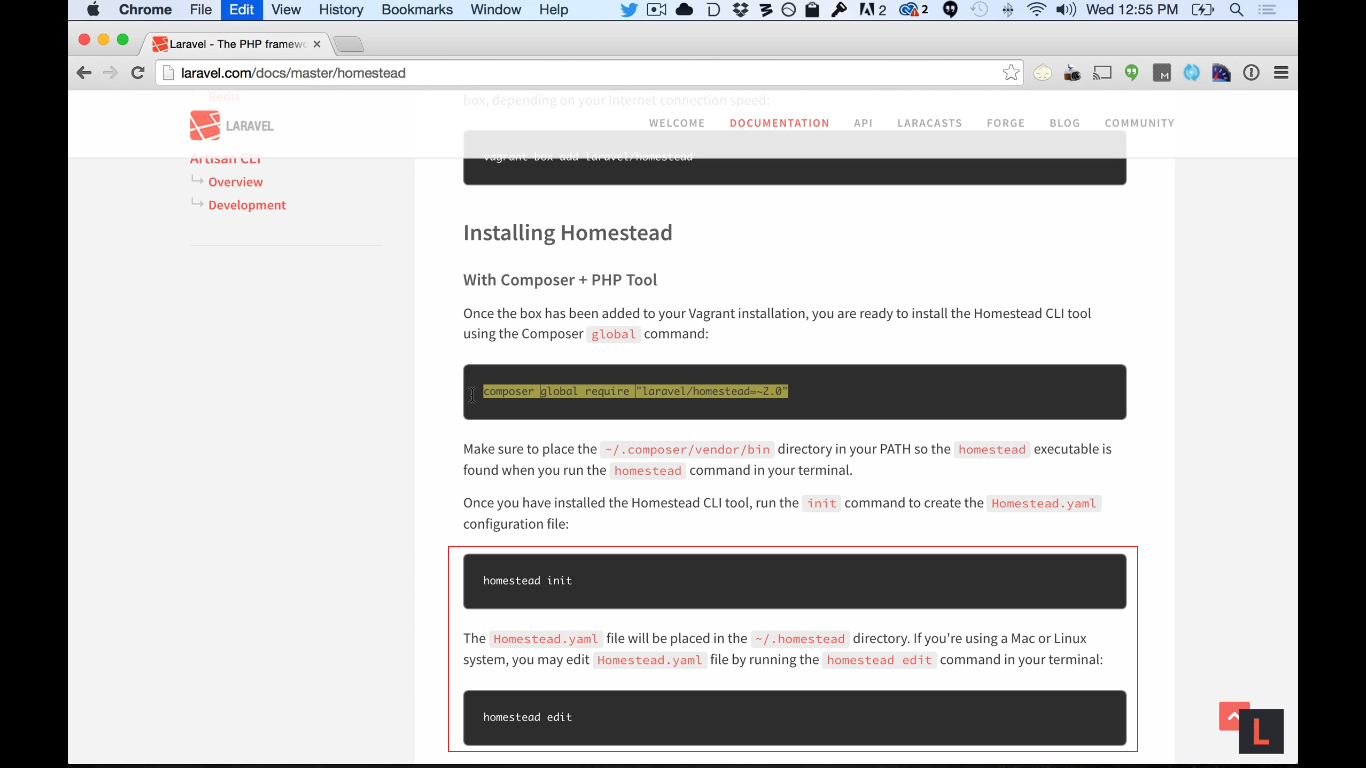 Chrome File Edit View History Bookmarks Window Help 2 2 Wed 12:55 PM
Laravel - The PHP framewo
laravel.com/docs/master/homestead
Redis
box, depending on your Internet connection speed:
LARAVEL
WELCOME DOCUMENTATION API LARACASTS FORGE BLOG COMMUNITY
vagrant box add laravel/homestead
Artisan CLI
Overview
Development
Installing Homestead
With Composer + PHP Tool
Once the box has been added to your Vagrant installation, you are ready to install the Homestead CLI tool
using the Composer global command:
composer global require "laravel/homestead=~2.0"
Make sure to place the ~/.composer/vendor/bin directory in your PATH so the homestead executable is
found when you run the homestead command in your terminal.
Once you have installed the Homestead CLI tool, run the init command to create the Homestead.yaml
configuration file:
homestead init
The Homestead.yaml file will be placed in the ~/.homestead directory. If you're using a Mac or Linux
system, you may edit Homestead.yaml file by running the homestead edit command in your terminal:
homestead edit
L